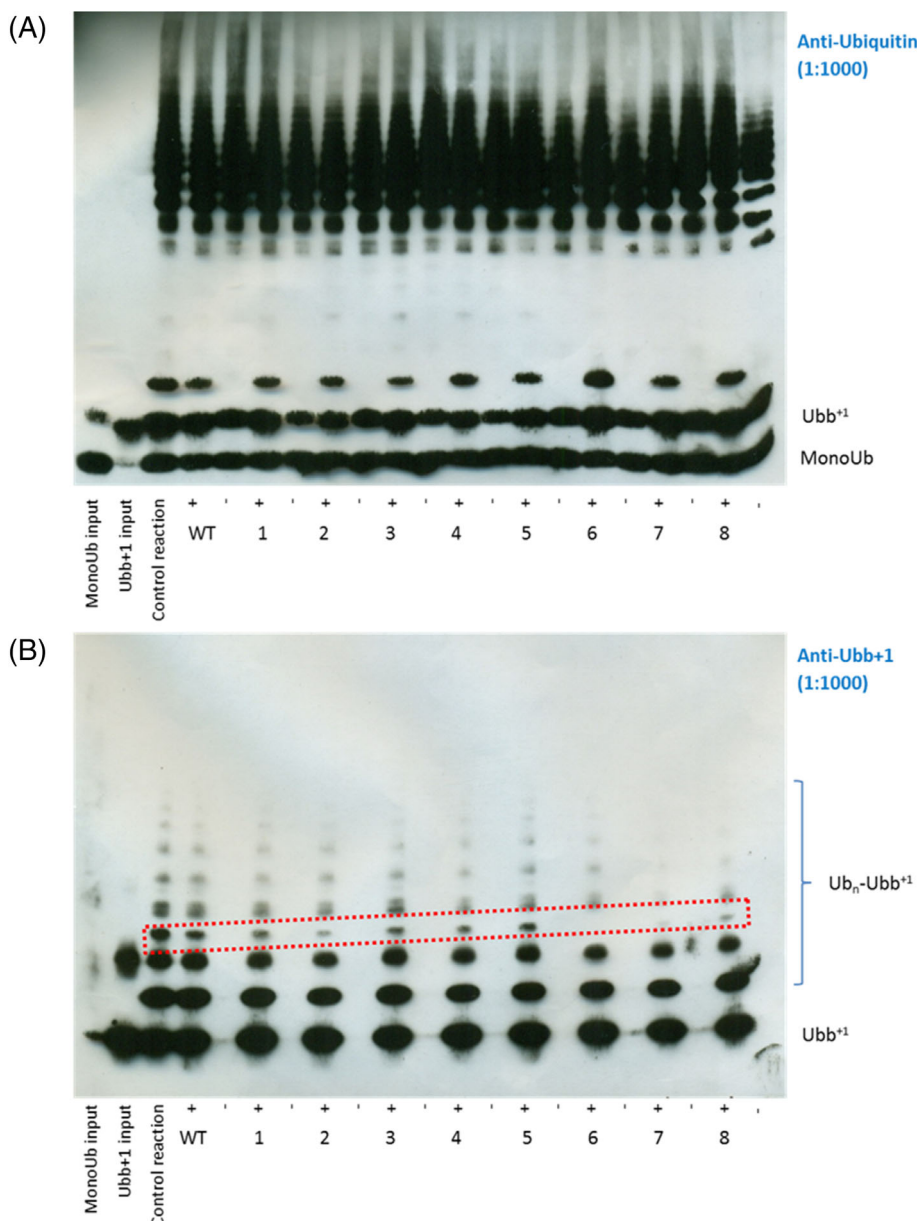 (A)
Anti-Ubiquitin
(1:1000)
Ubb+1
MonoUb
MonoUb input
Ubb+1 input
Control reaction
+ - + - + - + - + - + - + - + - + -
WT 1 2 3 4 5 6 7 8
(B)
Anti-Ubb+1
(1:1000)
Ubn-Ubb+1
Ubb+1
MonoUb input
Ubb+1 input
Control reaction
+ - + - + - + - + - + - + - + - + -
WT 1 2 3 4 5 6 7 8